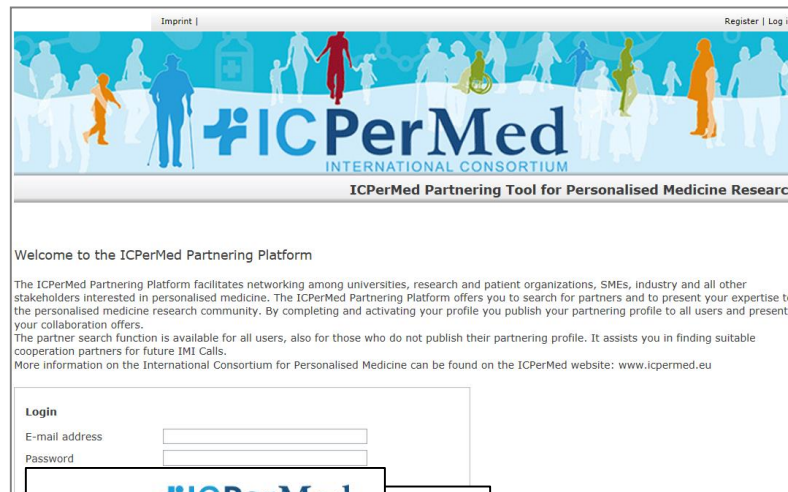 Imprint |
Register | Log i
ICPerMed
INTERNATIONAL CONSORTIUM
ICPerMed Partnering Tool for Personalised Medicine Researc
Welcome to the ICPerMed Partnering Platform
The ICPerMed Partnering Platform facilitates networking among universities, research and patient organizations, SMEs, industry and all other
stakeholders interested in personalised medicine. The ICPerMed Partnering Platform offers you to search for partners and to present your expertise t
the personalised medicine research community. By completing and activating your profile you publish your partnering profile to all users and present
your collaboration offers.
The partner search function is available for all users, also for those who do not publish their partnering profile. It assists you in finding suitable
cooperation partners for future IMI Calls.
More information on the International Consortium for Personalised Medicine can be found on the ICPerMed website: www.icpermed.eu
Login
E-mail address
Password
ICPerMed